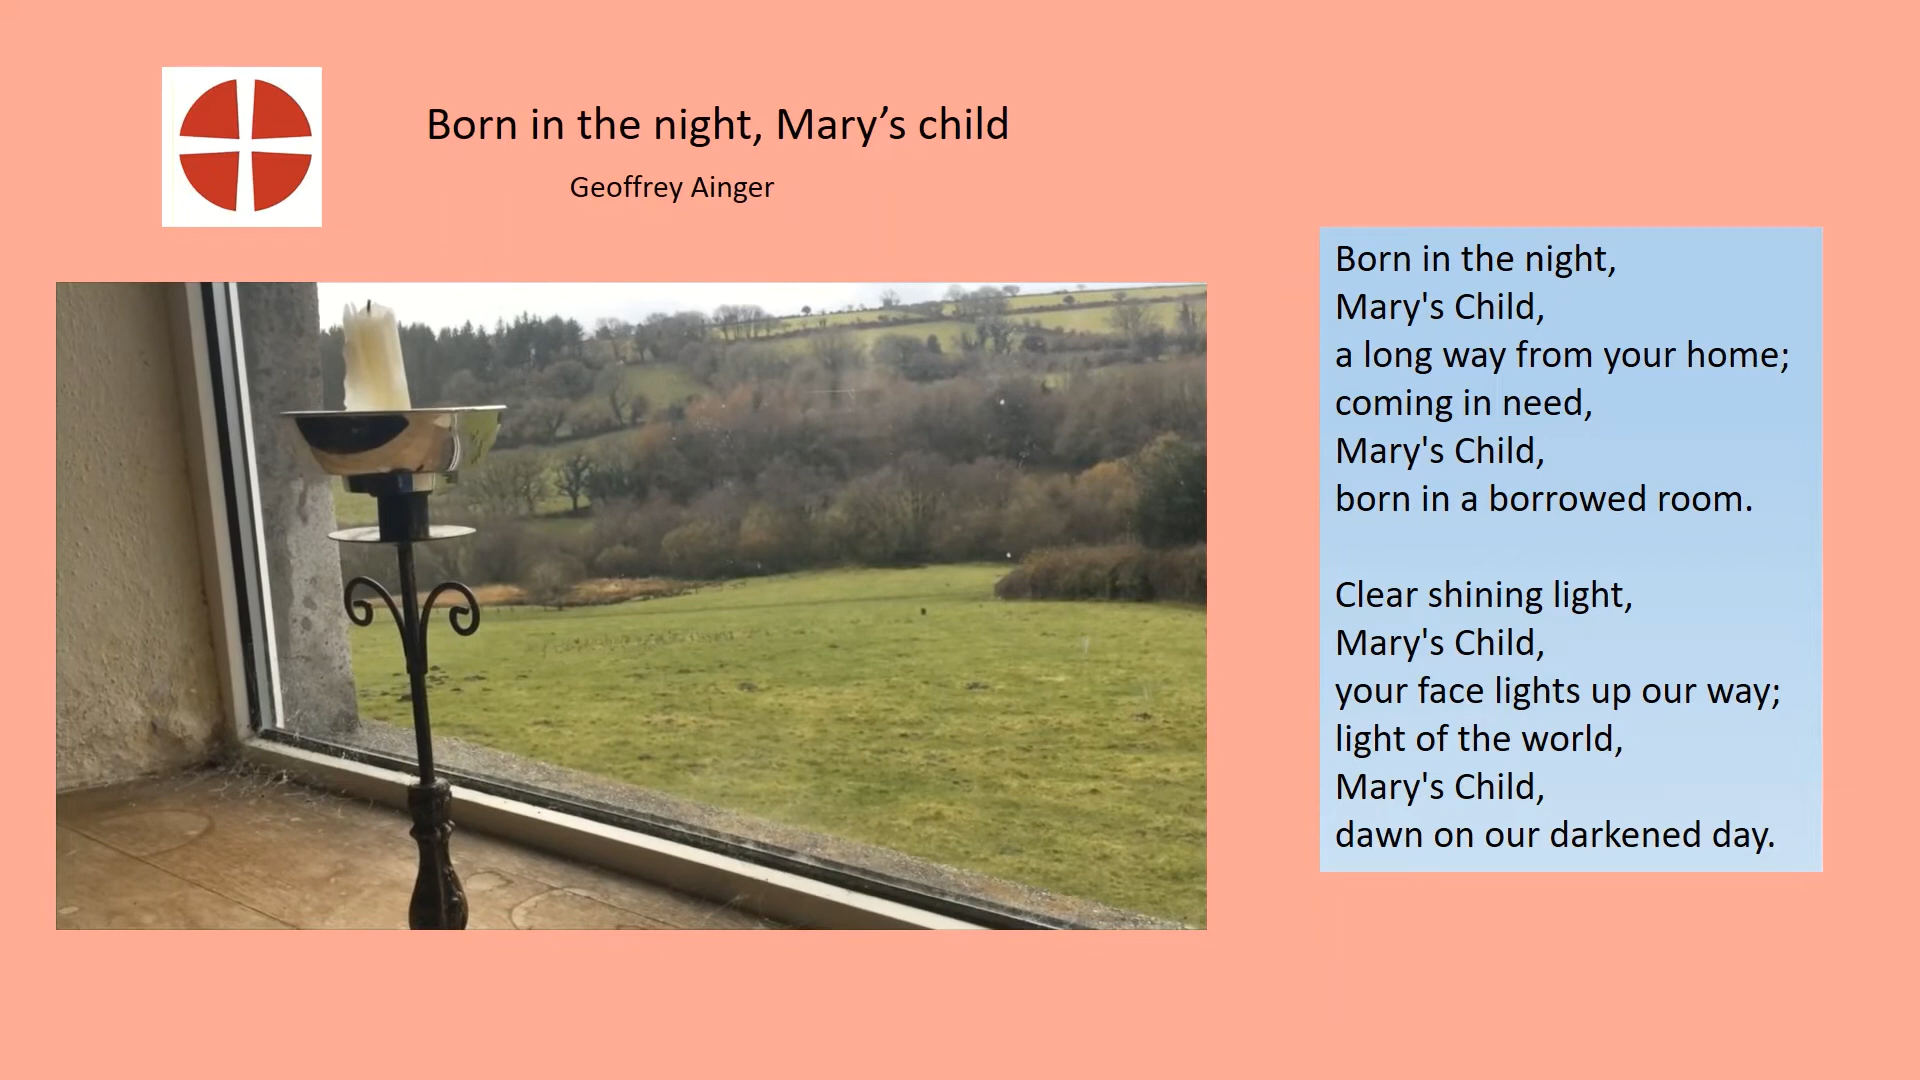 Born in the night, Mary’s child
Geoffrey Ainger
Born in the night,
Mary's Child,
a long way from your home;
coming in need,
Mary's Child,
born in a borrowed room.
Clear shining light,
Mary's Child,
your face lights up our way;
light of the world,
Mary's Child,
dawn on our darkened day.